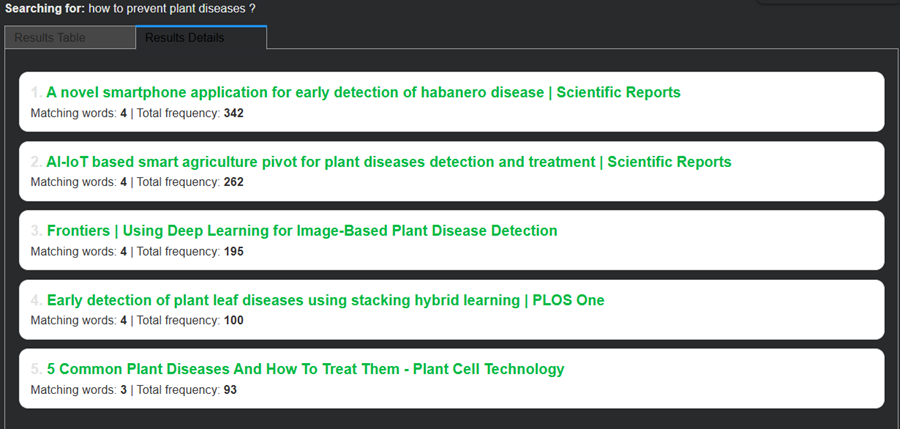 Searching for: how to prevent plant diseases ?
Results Table
Results Details
1. A novel smartphone application for early detection of habanero disease | Scientific Reports
Matching words: 4 | Total frequency: 342
2. AI-IoT based smart agriculture pivot for plant diseases detection and treatment | Scientific Reports
Matching words: 4 | Total frequency: 262
3. Frontiers | Using Deep Learning for Image-Based Plant Disease Detection
Matching words: 4 | Total frequency: 195
4. Early detection of plant leaf diseases using stacking hybrid learning | PLOS One
Matching words: 4 | Total frequency: 100
5. 5 Common Plant Diseases And How To Treat Them - Plant Cell Technology
Matching words: 3 | Total frequency: 93